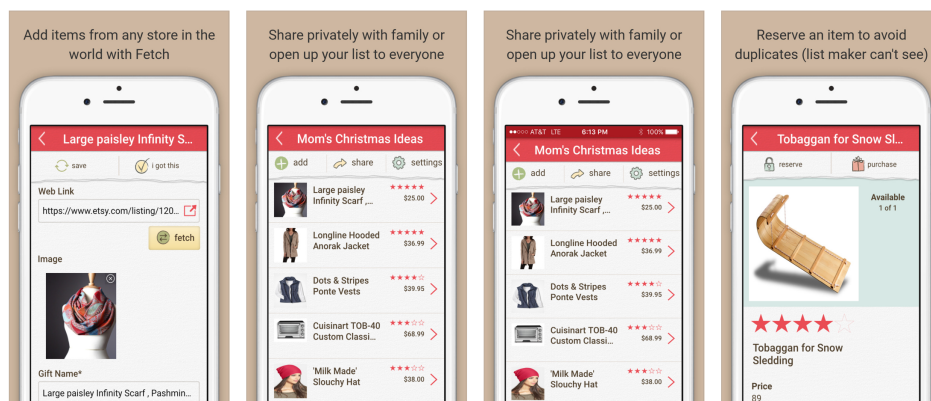 Add items from any store in the
world with Fetch
Large paisley Infinity S...
save
i got this
Web Link
https://www.etsy.com/listing/120...
fetch
Image
Gift Name*
Large paisley Infinity Scarf , Pashmin...
Share privately with family or
open up your list to everyone
Mom's Christmas Ideas
add
share
settings
Large paisley
Infinity Scarf ,...
$25.00
Longline Hooded
Anorak Jacket
$36.99
Dots & Stripes
Ponte Vests
$39.95
Cuisinart TOB-40
Custom Classi...
$68.99
'Milk Made'
Slouchy Hat
$38.00
Share privately with family or
open up your list to everyone
AT&T LTE 6:13 PM 100%
Mom's Christmas Ideas
add
share
settings
Large paisley
Infinity Scarf ,...
$25.00
Longline Hooded
Anorak Jacket
$36.99
Dots & Stripes
Ponte Vests
$39.95
Cuisinart TOB-40
Custom Classi...
$68.99
'Milk Made'
Slouchy Hat
$38.00
Reserve an item to avoid
duplicates (list maker can't see)
Tobaggan for Snow Sl...
reserve
purchase
Available
1 of 1
Tobaggan for Snow
Sledding
Price
89